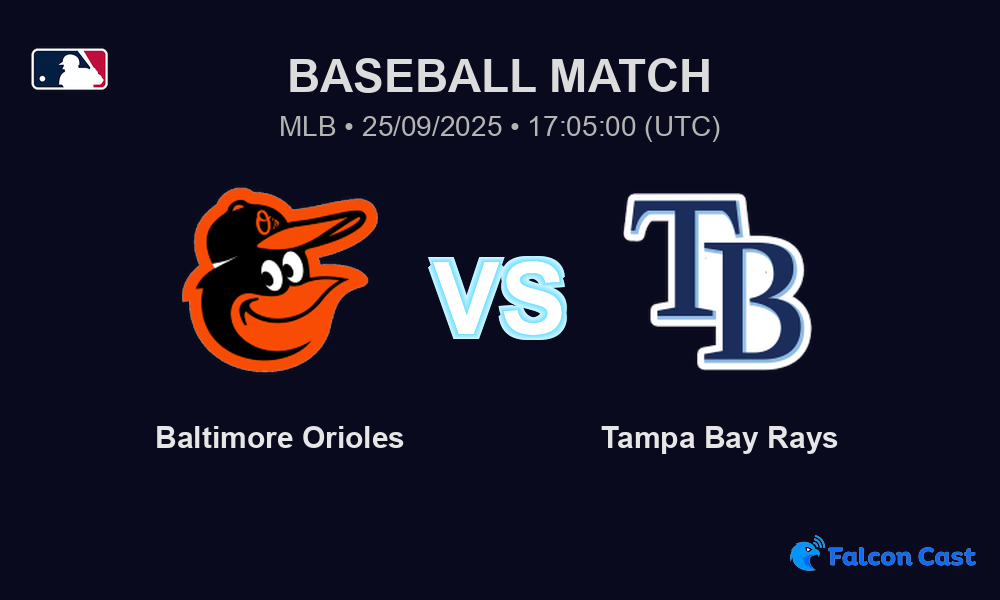 BASEBALL MATCH
MLB • 25/09/2025 • 17:05:00 (UTC)
VS
TB
Baltimore Orioles
Tampa Bay Rays
Falcon Cast